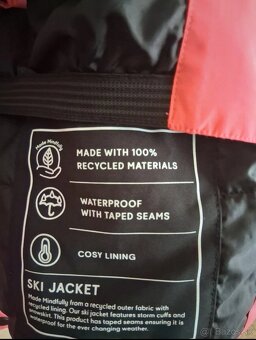 Made Mindfully
MADE WITH 100%
RECYCLED MATERIALS
WATERPROOF
WITH TAPED SEAMS
COSY LINING
SKI JACKET
Made Mindfully from a recycled outer fabric with
recycled lining. Our ski jacket features storm cuffs and
snowskirt. This product has taped seams ensuring it is
waterproof for the ever changing weather.